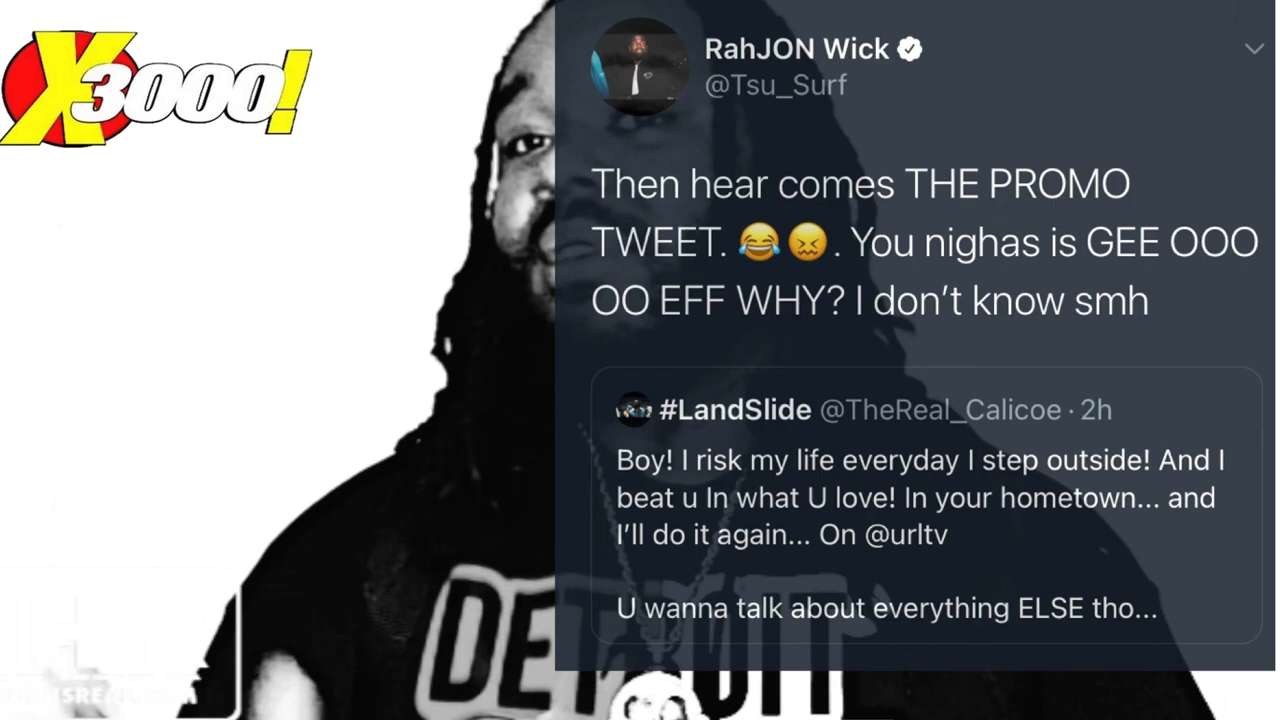 X3000!
RahJON Wick
@Tsu_Surf
Then hear comes THE PROMO
TWEET. 😂😖. You nighas is GEE OOO
OO EFF WHY? I don’t know smh
#LandSlide @TheReal_Calicoe · 2h
Boy! I risk my life everyday I step outside! And I
beat u In what U love! In your hometown... and
I’ll do it again... On @urltv
U wanna talk about everything ELSE tho...
DETROIT